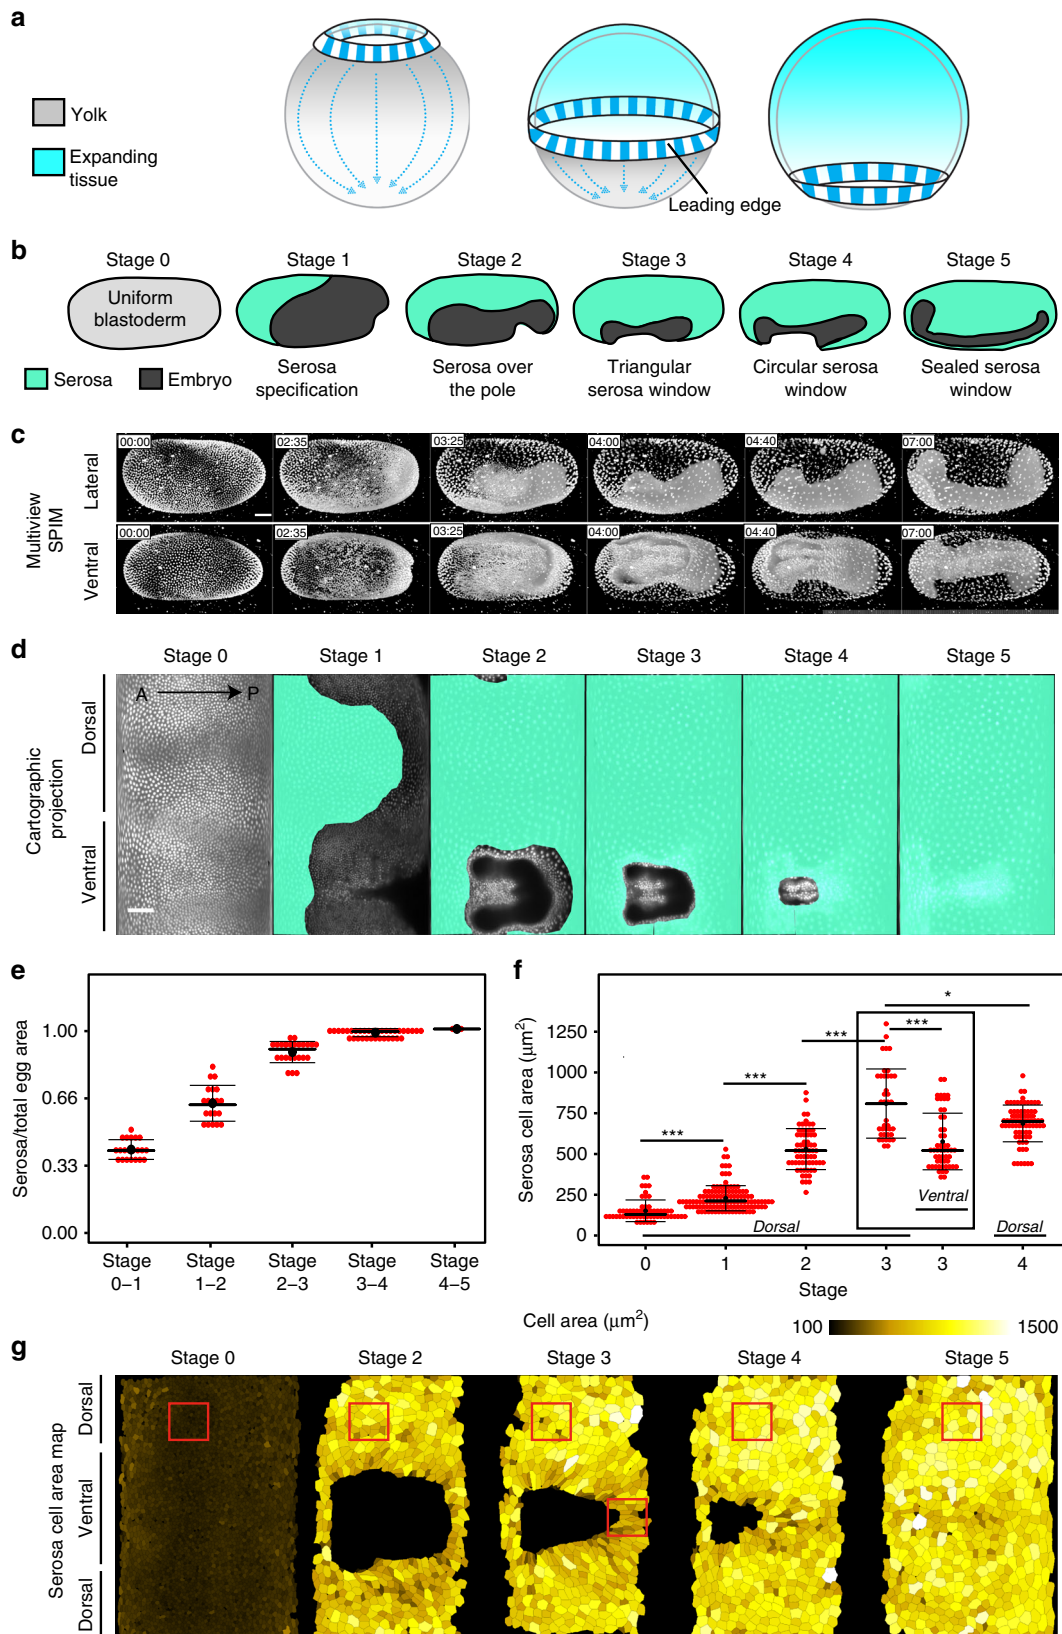 a
Yolk
Expanding
tissue
Leading edge
b
Stage 0
Stage 1
Stage 2
Stage 3
Stage 4
Stage 5
Uniform
blastoderm
Serosa
Embryo
Serosa
specification
Serosa over
the pole
Triangular
serosa window
Circular serosa
window
Sealed serosa
window
c
Multiview
SPIM
Lateral
00:00
02:35
03:25
04:00
04:40
07:00
Ventral
00:00
02:35
03:25
04:00
04:40
07:00
d
Stage 0
Stage 1
Stage 2
Stage 3
Stage 4
Stage 5
Cartographic
projection
Dorsal
Ventral
A
P
e
Serosa/total egg area
1.00
0.66
0.33
0.00
Stage
0–1
Stage
1–2
Stage
2–3
Stage
3–4
Stage
4–5
f
Serosa cell area (μm²)
1250
1000
750
500
250
0
***
***
***
***
*
Dorsal
Ventral
Dorsal
0
1
2
3
3
4
Stage
Cell area (μm²)
100
1500
g
Stage 0
Stage 2
Stage 3
Stage 4
Stage 5
Serosa cell area map
Dorsal
Ventral
Dorsal